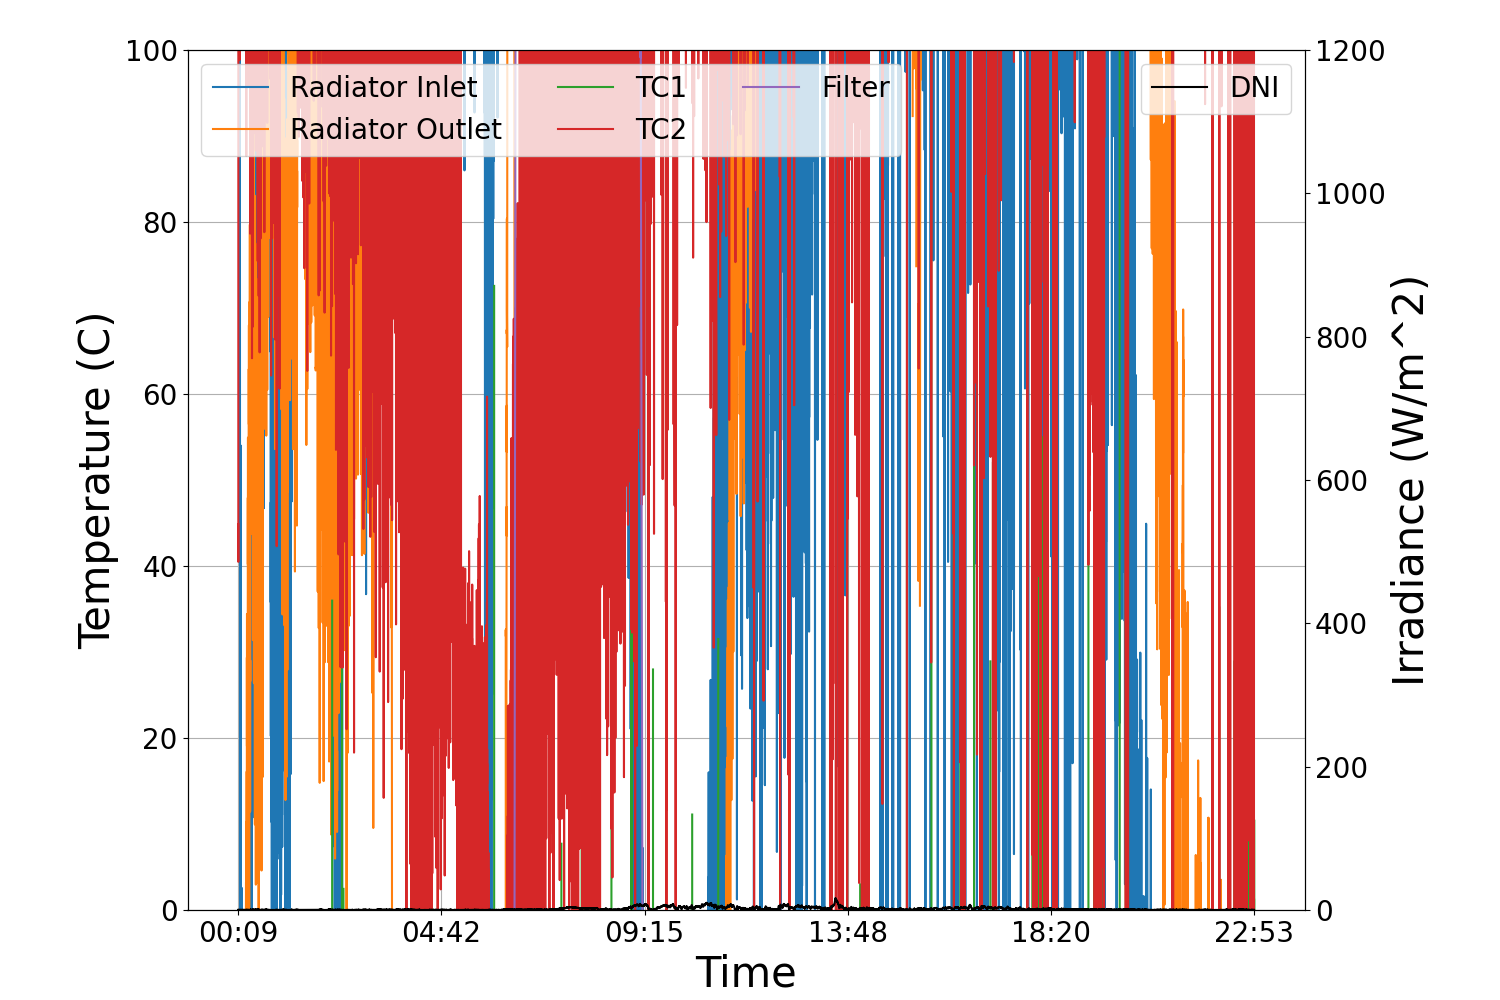 100
80
60
40
20
0
Temperature (C)
Radiator Inlet
Radiator Outlet
TC1
TC2
Filter
DNI
1200
1000
800
600
400
200
0
Irradiance (W/m^2)
00:09
04:42
09:15
13:48
18:20
22:53
Time